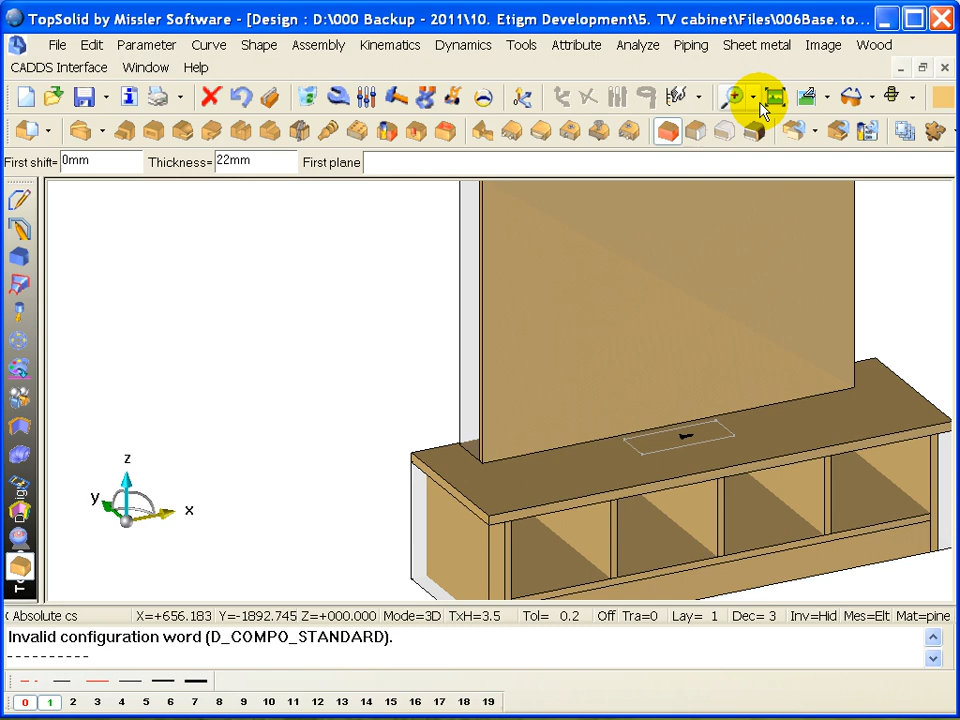 TopSolid by Missler Software - [Design : D:\000 Backup - 2011\10. Etigm Development\5. TV cabinet\Files\006Base.to...
File Edit Parameter Curve Shape Assembly Kinematics Dynamics Tools Attribute Analyze Piping Sheet metal Image Wood
CADDS Interface Window Help
First shift= 0mm Thickness= 22mm First plane
z
y
x
Absolute cs X=+656.183 Y=-1892.745 Z=+000.000 Mode=3D TxH=3.5 Tol= 0.2 Off Tra=0 Lay= 1 Dec= 3 Inv=Hid Mes=Elt Mat=pine
Invalid configuration word (D_COMPO_STANDARD).
----------
0 1 2 3 4 5 6 7 8 9 10 11 12 13 14 15 16 17 18 19